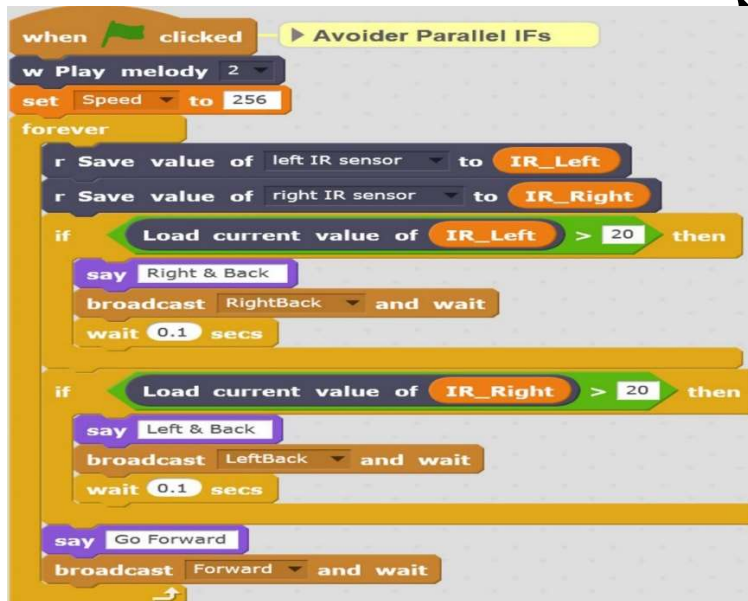 when clicked Avoider Parallel IFs
w Play melody 2
set Speed to 256
forever
r Save value of left IR sensor to IR_Left
r Save value of right IR sensor to IR_Right
if Load current value of IR_Left > 20 then
say Right & Back
broadcast RightBack and wait
wait 0.1 secs
if Load current value of IR_Right > 20 then
say Left & Back
broadcast LeftBack and wait
wait 0.1 secs
say Go Forward
broadcast Forward and wait